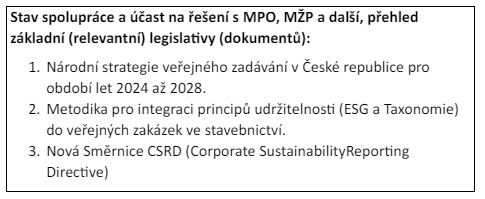 Stav spolupráce a účast na řešení s MPO, MŽP a další, přehled
základní (relevantní) legislativy (dokumentů):
1. Národní strategie veřejného zadávání v České republice pro
období let 2024 až 2028.
2. Metodika pro integraci principů udržitelnosti (ESG a Taxonomie)
do veřejných zakázek ve stavebnictví.
3. Nová Směrnice CSRD (Corporate SustainabilityReporting
Directive)